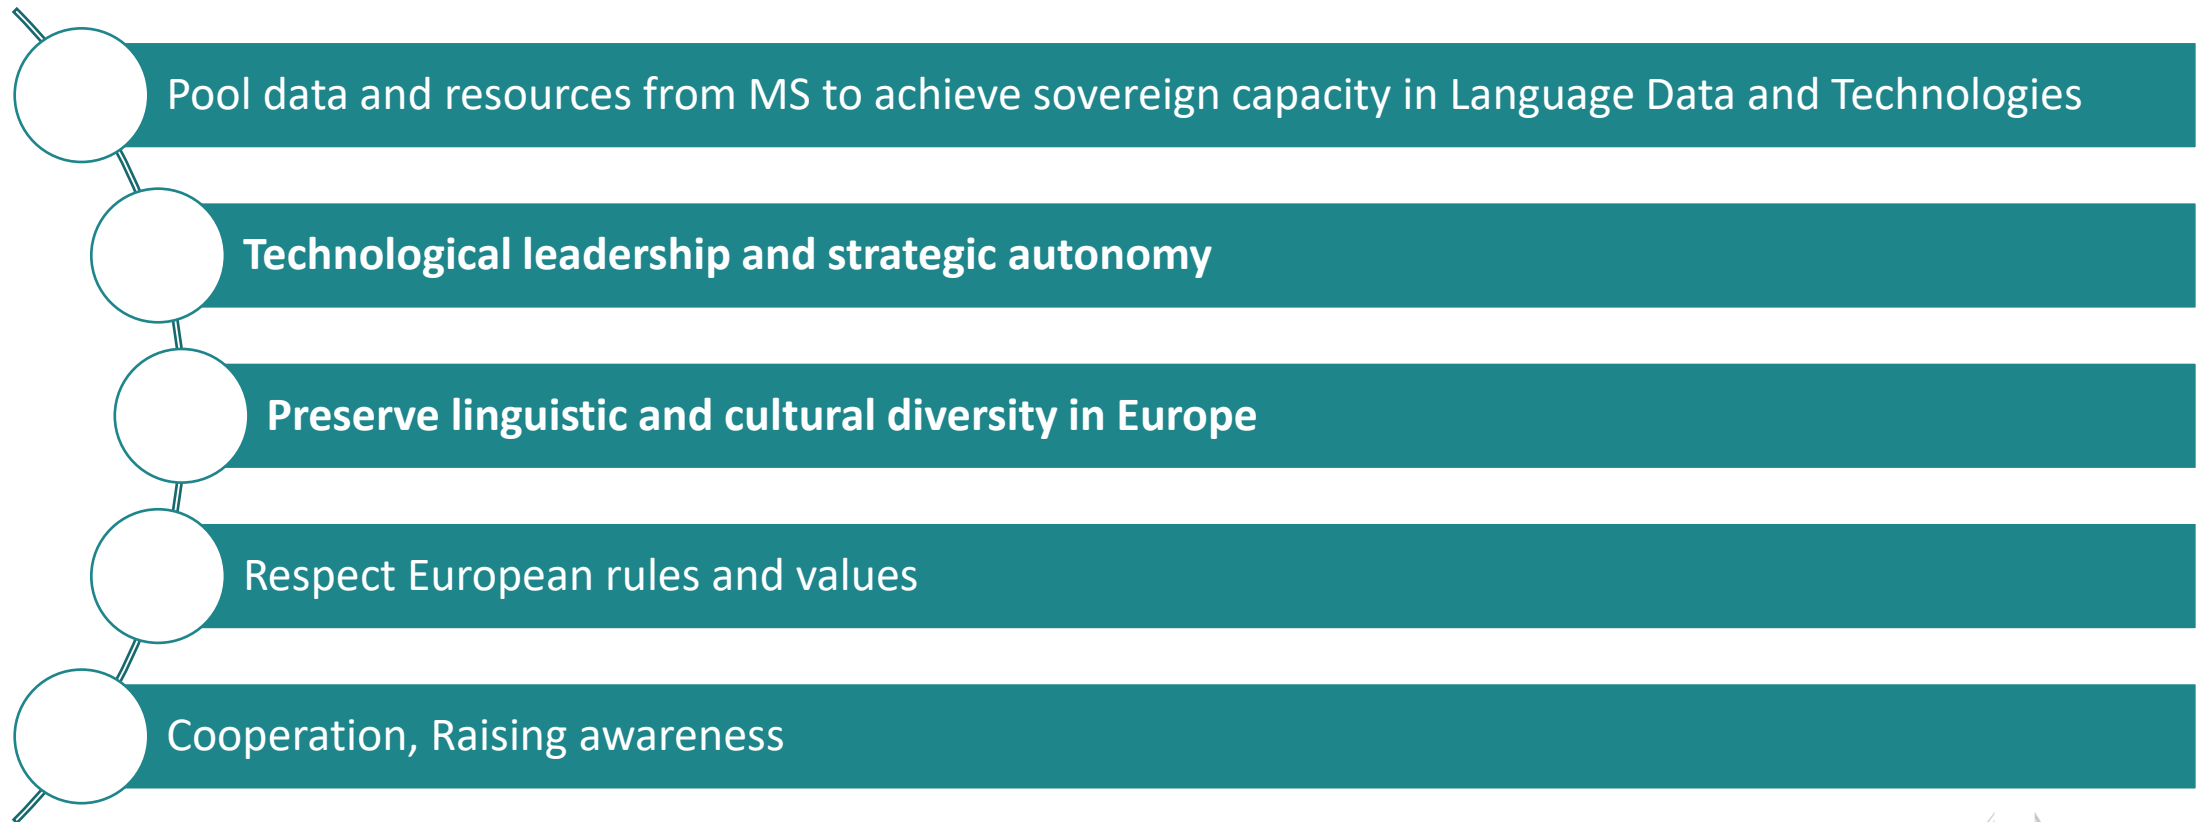 Pool data and resources from MS to achieve sovereign capacity in Language Data and Technologies
Technological leadership and strategic autonomy
Preserve linguistic and cultural diversity in Europe
Respect European rules and values
Cooperation, Raising awareness